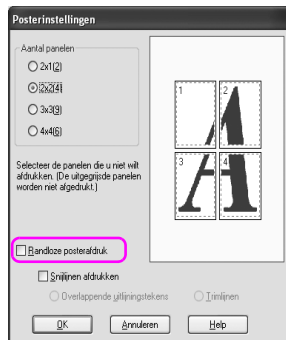 Posterinstellingen
Aantal panelen
2x1(2)
2x2(4)
3x3(9)
4x4(6)
1
2
3
4
Selecteer de panelen die u niet wilt
afdrukken. (De uitgegrijsde panelen
worden niet afgedrukt.)
Randloze posterafdruk
Snijlijnen afdrukken
Overlappende uitlijningstekens
Trimlijnen
OK
Annuleren
Help